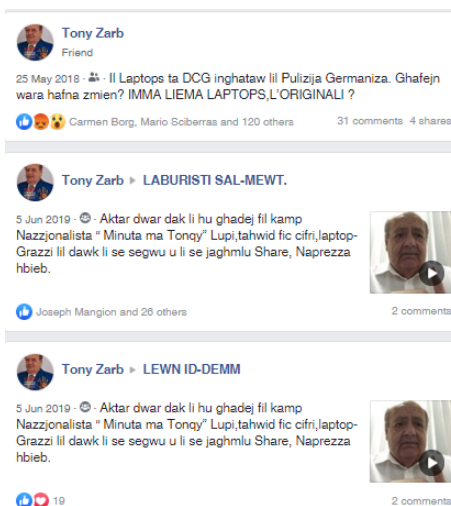 Tony Zarb
Friend
25 May 2018 · Il Laptops ta DCG inghataw lil Pulizija Germaniza. Ghafejn
wara hafna zmien? IMMA LIEMA LAPTOPS,L'ORIGINALI ?
Carmen Borg, Mario Sciberras and 120 others 31 comments 4 shares
Tony Zarb ▸ LABURISTI SAL-MEWT.
5 Jun 2019 · Aktar dwar dak li hu ghadej fil kamp
Nazzjonalista “ Minuta ma Tonqy” Lupi,tahwid fic cifri,laptop-
Grazzi lil dawk li se segwu u li se jaghmlu Share, Naprezza
hbieb.
Joseph Mangion and 26 others 2 comments
Tony Zarb ▸ LEWN ID-DEMM
5 Jun 2019 · Aktar dwar dak li hu ghadej fil kamp
Nazzjonalista “ Minuta ma Tonqy” Lupi,tahwid fic cifri,laptop-
Grazzi lil dawk li se segwu u li se jaghmlu Share, Naprezza
hbieb.
19 2 comments